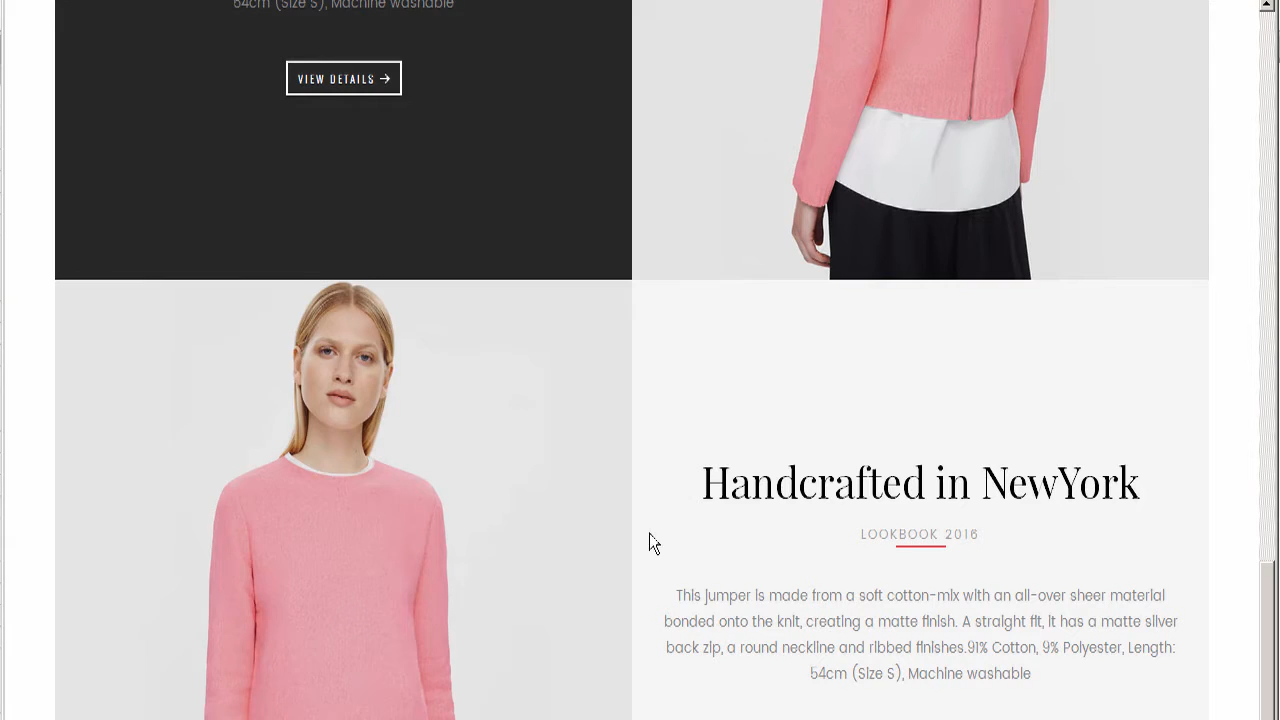 54cm (Size S), Machine washable
VIEW DETAILS →
Handcrafted in NewYork
LOOKBOOK 2016
This jumper is made from a soft cotton-mix with an all-over sheer material
bonded onto the knit, creating a matte finish. A straight fit, it has a matte silver
back zip, a round neckline and ribbed finishes.91% Cotton, 9% Polyester, Length:
54cm (Size S), Machine washable